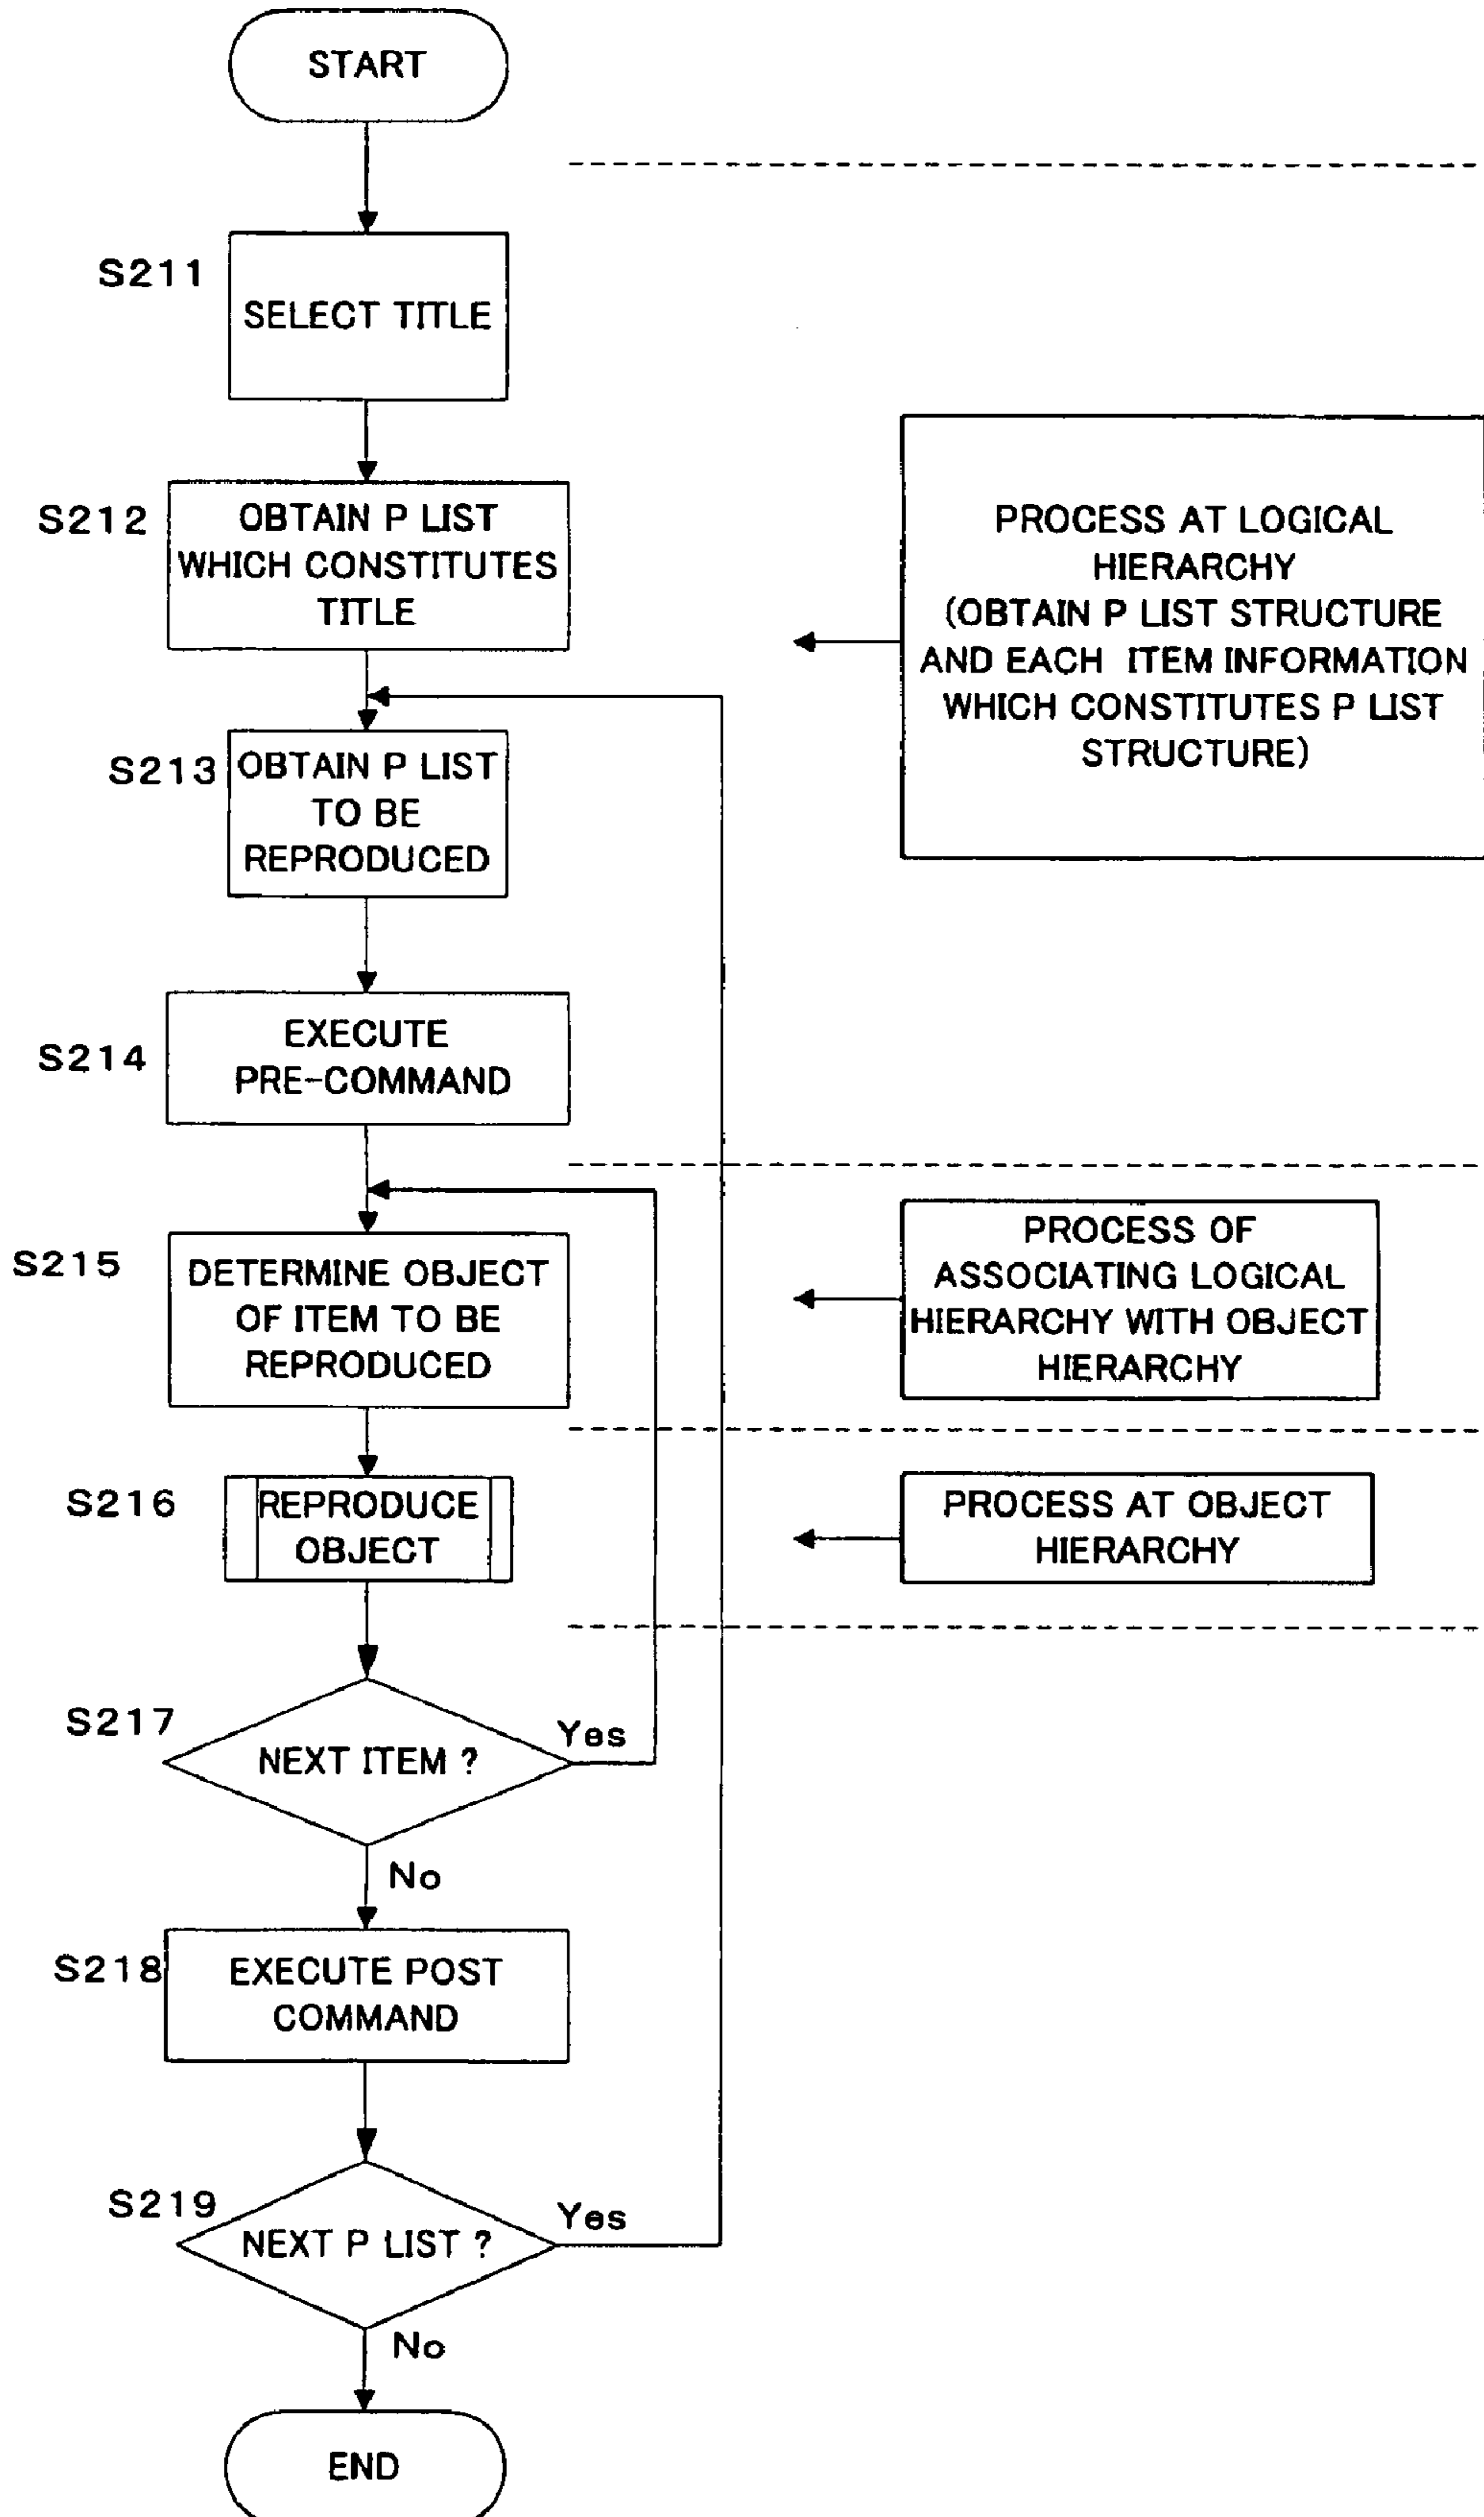 START
S211
SELECT TITLE
S212
OBTAIN P LIST
WHICH CONSTITUTES
TITLE
PROCESS AT LOGICAL
HIERARCHY
(OBTAIN P LIST STRUCTURE
AND EACH ITEM INFORMATION
WHICH CONSTITUTES P LIST
STRUCTURE)
S213
OBTAIN P LIST
TO BE
REPRODUCED
S214
EXECUTE
PRE-COMMAND
S215
DETERMINE OBJECT
OF ITEM TO BE
REPRODUCED
PROCESS OF
ASSOCIATING LOGICAL
HIERARCHY WITH OBJECT
HIERARCHY
S216
REPRODUCE
OBJECT
PROCESS AT OBJECT
HIERARCHY
S217
NEXT ITEM ?
Yes
No
S218
EXECUTE POST
COMMAND
S219
NEXT P LIST ?
Yes
No
END